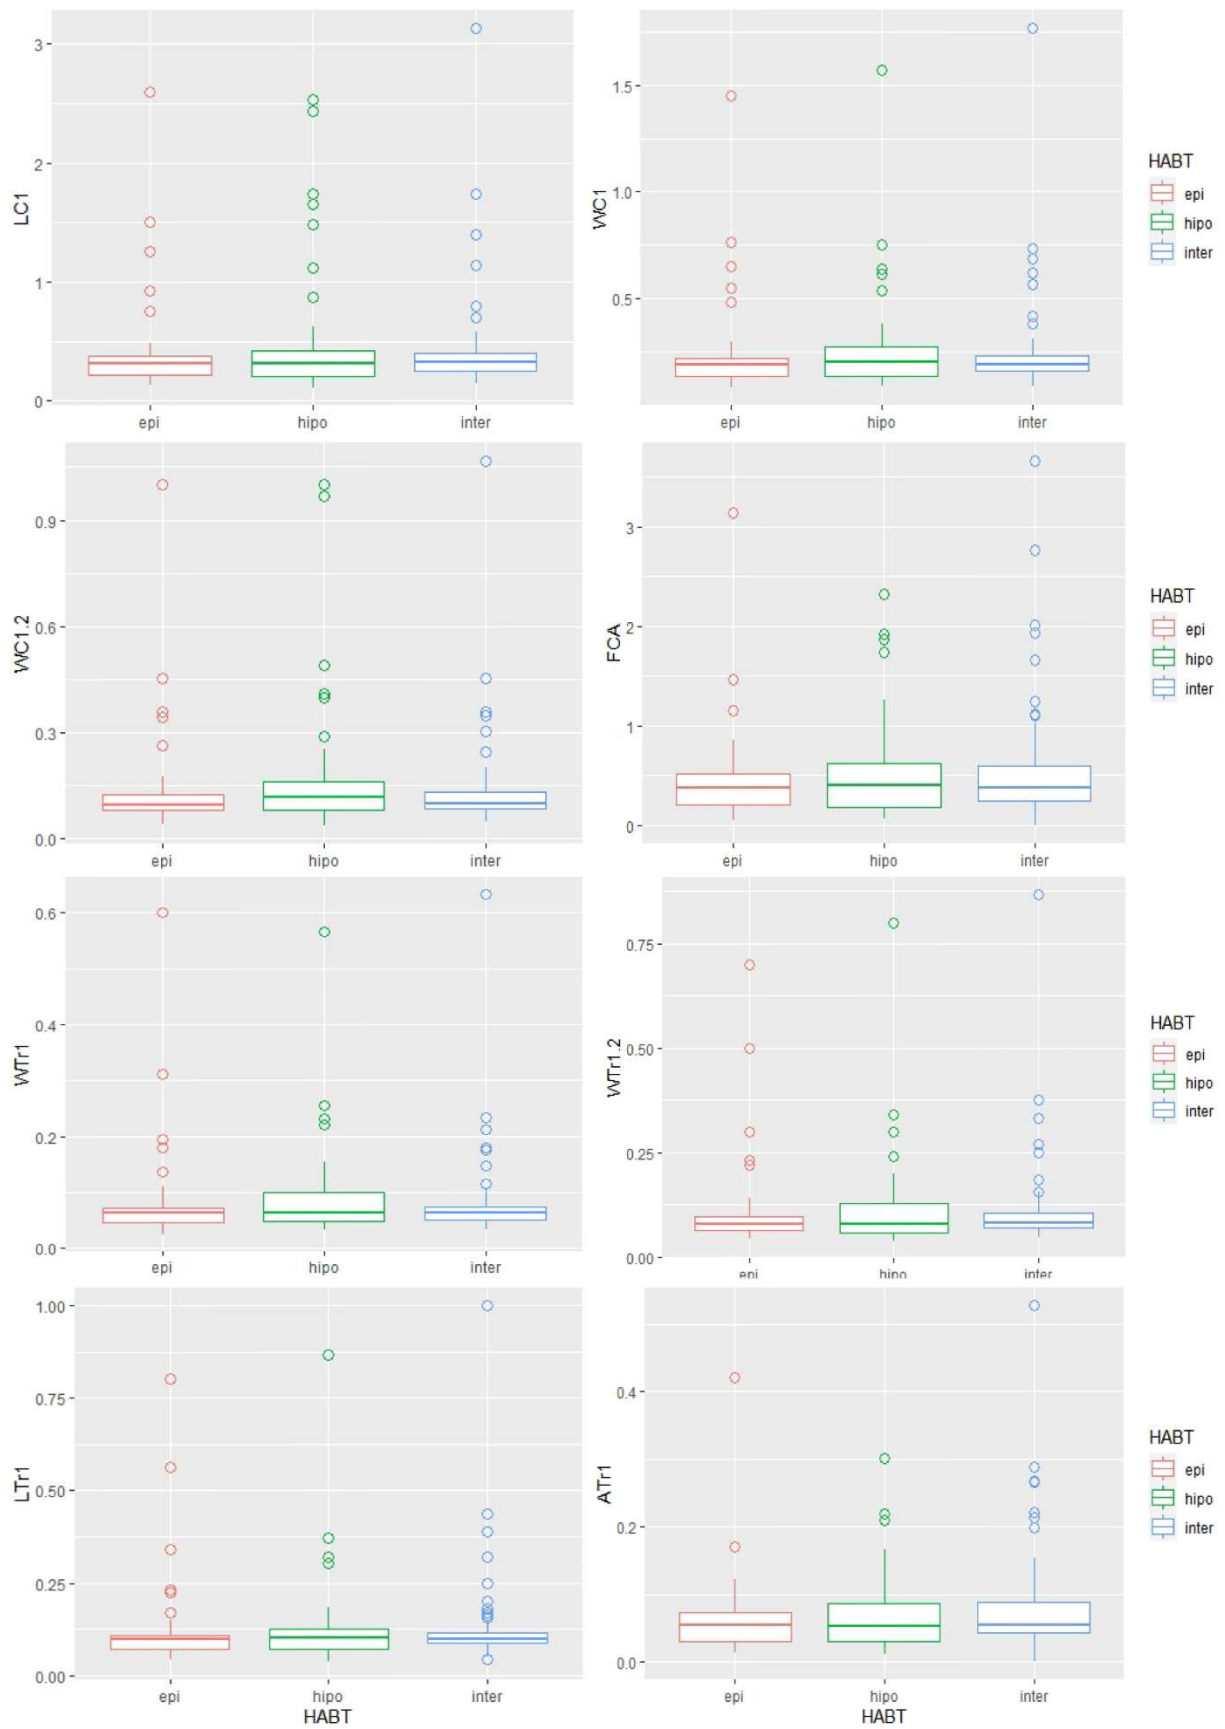 3
2
1
0
LC1
epi
hipo
inter
1.5
1.0
0.5
WC1
epi
hipo
inter
HABT
epi
hipo
inter
0.9
0.6
0.3
0.0
WC1.2
epi
hipo
inter
3
2
1
0
FCA
epi
hipo
inter
HABT
epi
hipo
inter
0.6
0.4
0.2
0.0
WTr1
epi
hipo
inter
0.75
0.50
0.25
0.00
WTr1.2
epi
hipo
inter
HABT
epi
hipo
inter
1.00
0.75
0.50
0.25
0.00
LTr1
epi
hipo
inter
HABT
0.4
0.2
0.0
ATr1
epi
hipo
inter
HABT
HABT
epi
hipo
inter